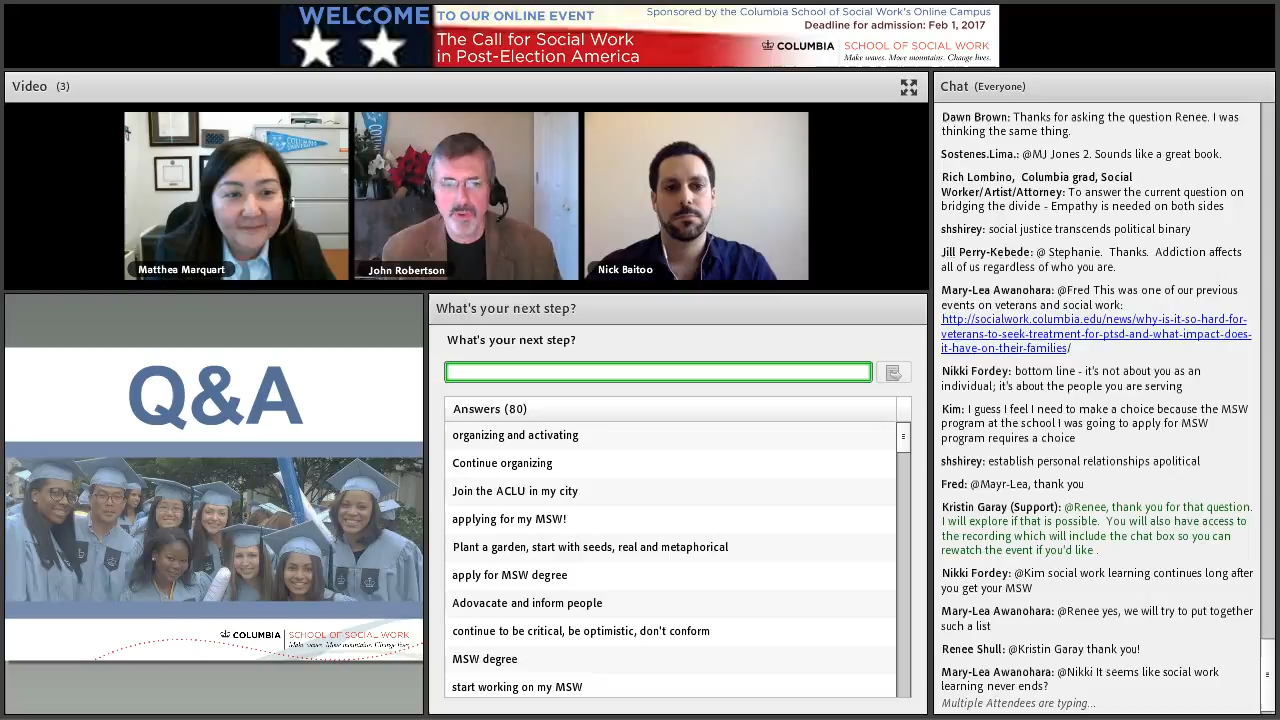 WELCOME TO OUR ONLINE EVENT
The Call for Social Work
in Post-Election America
Sponsored by the Columbia School of Social Work's Online Campus
Deadline for admission: Feb 1, 2017
COLUMBIA | SCHOOL OF SOCIAL WORK
Make waves. Move mountains. Change lives.
Video (3)
Matthea Marquart
John Robertson
Nick Baitoo
Q&A
COLUMBIA | SCHOOL OF SOCIAL WORK
Make waves. Move mountains. Change lives.
What's your next step?
What's your next step?
Answers (80)
organizing and activating
Continue organizing
Join the ACLU in my city
applying for my MSW!
Plant a garden, start with seeds, real and metaphorical
apply for MSW degree
Adovacate and inform people
continue to be critical, be optimistic, don't conform
MSW degree
start working on my MSW
Chat (Everyone)
Dawn Brown: Thanks for asking the question Renee. I was
thinking the same thing.
Sostenes.Lima.: @MJ Jones 2. Sounds like a great book.
Rich Lombino, Columbia grad, Social
Worker/Artist/Attorney: To answer the current question on
bridging the divide - Empathy is needed on both sides
shshirey: social justice transcends political binary
Jill Perry-Kebede: @ Stephanie. Thanks. Addiction affects
all of us regardless of who you are.
Mary-Lea Awanohara: @Fred This was one of our previous
events on veterans and social work:
http://socialwork.columbia.edu/news/why-is-it-so-hard-for-
veterans-to-seek-treatment-for-ptsd-and-what-impact-does-
it-have-on-their-families/
Nikki Fordey: bottom line - it's not about you as an
individual; it's about the people you are serving
Kim: I guess I feel I need to make a choice because the MSW
program at the school I was going to apply for MSW
program requires a choice
shshirey: establish personal relationships apolitical
Fred: @Mayr-Lea, thank you
Kristin Garay (Support): @Renee, thank you for that question.
I will explore if that is possible. You will also have access to
the recording which will include the chat box so you can
rewatch the event if you'd like .
Nikki Fordey: @Kim social work learning continues long after
you get your MSW
Mary-Lea Awanohara: @Renee yes, we will try to put together
such a list
Renee Shull: @Kristin Garay thank you!
Mary-Lea Awanohara: @Nikki It seems like social work
learning never ends?
Multiple Attendees are typing...